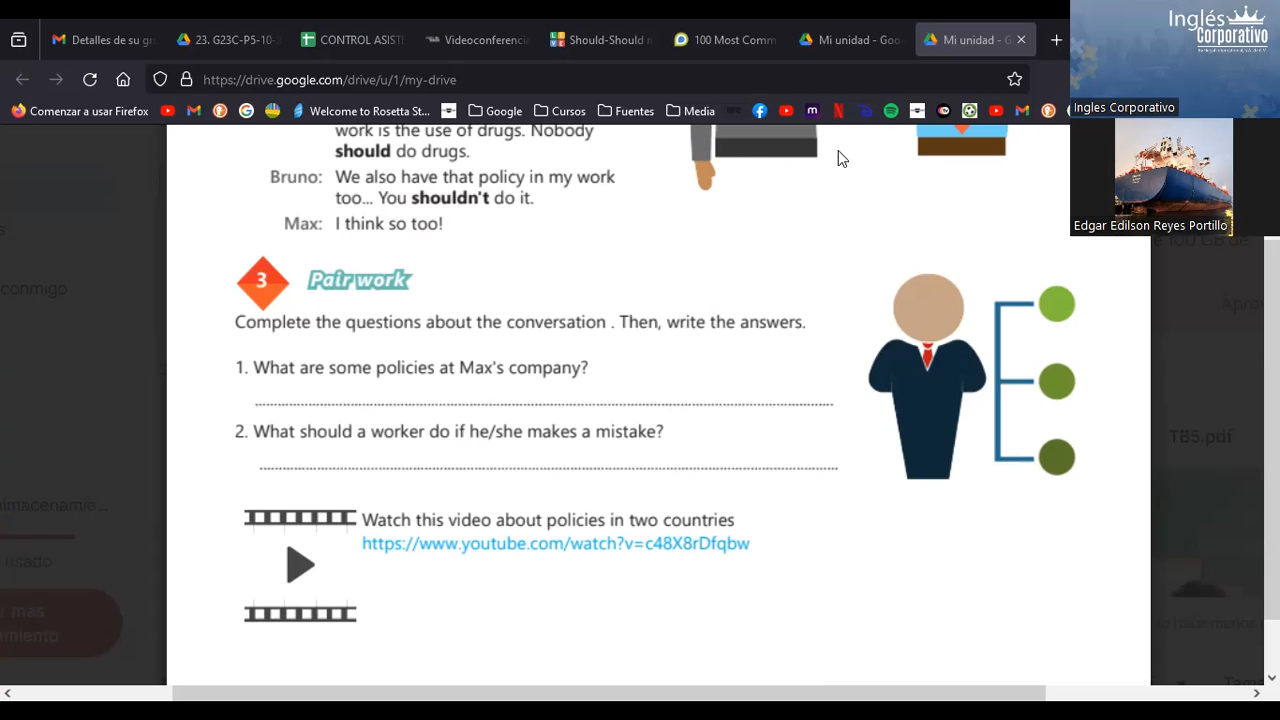 Detalles de su gr
23. G23C-P5-10-2
CONTROL ASISTE
Videoconferenc
Should-Should n
100 Most Comm
Mi unidad - Goo
Mi unidad - G
https://drive.google.com/drive/u/1/my-drive
Comenzar a usar Firefox
Welcome to Rosetta St...
Google
Cursos
Fuentes
Media
Inglés
Corporativo
Ingles Corporativo
Edgar Edilson Reyes Portillo
work is the use of drugs. Nobody
should do drugs.
Bruno: We also have that policy in my work
too... You shouldn't do it.
Max: I think so too!
3 Pair work
Complete the questions about the conversation . Then, write the answers.
1. What are some policies at Max's company?
2. What should a worker do if he/she makes a mistake?
Watch this video about policies in two countries
https://www.youtube.com/watch?v=c48X8rDfqbw
conmigo
almacenamie...
TB5.pdf